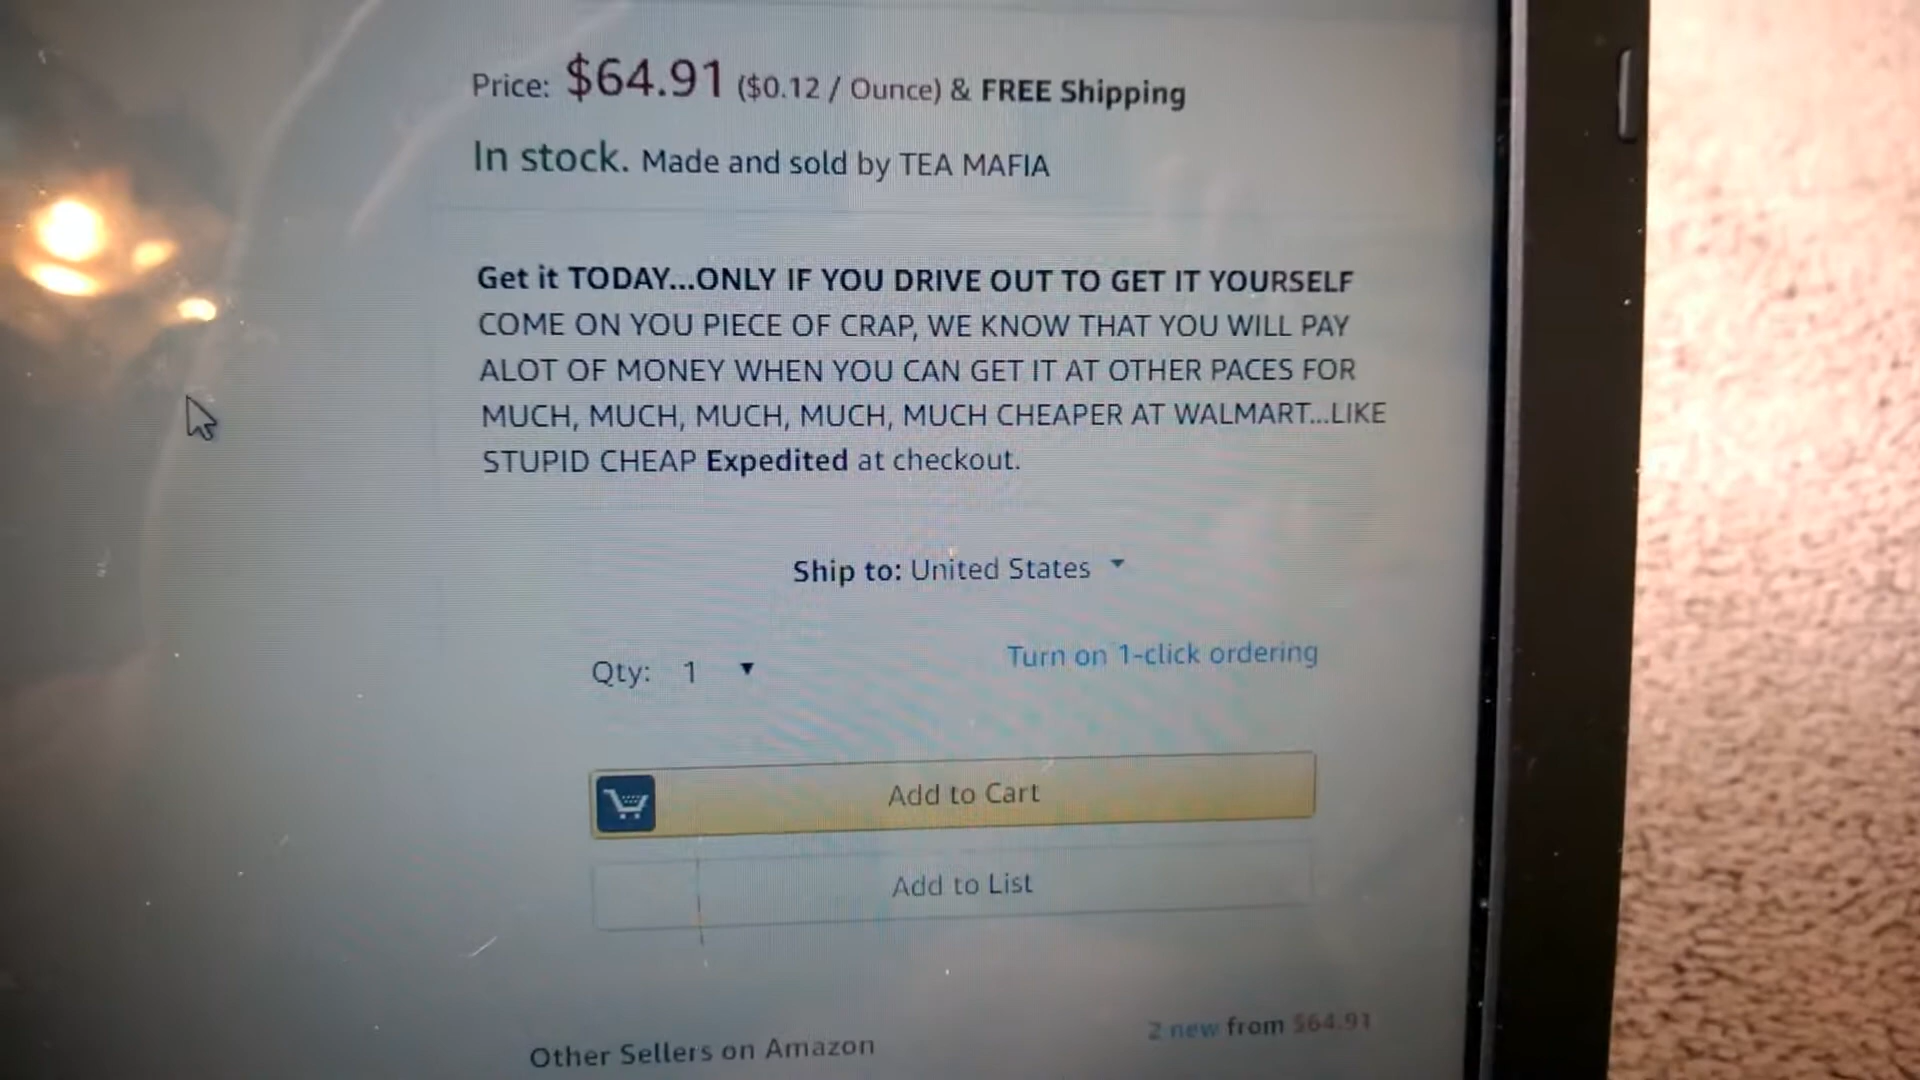 Price: $64.91 ($0.12 / Ounce) & FREE Shipping
In stock. Made and sold by TEA MAFIA
Get it TODAY...ONLY IF YOU DRIVE OUT TO GET IT YOURSELF
COME ON YOU PIECE OF CRAP, WE KNOW THAT YOU WILL PAY
ALOT OF MONEY WHEN YOU CAN GET IT AT OTHER PACES FOR
MUCH, MUCH, MUCH, MUCH, MUCH CHEAPER AT WALMART...LIKE
STUPID CHEAP Expedited at checkout.
Ship to: United States
Qty: 1
Turn on 1-click ordering
Add to Cart
Add to List
Other Sellers on Amazon
2 new from $64.91